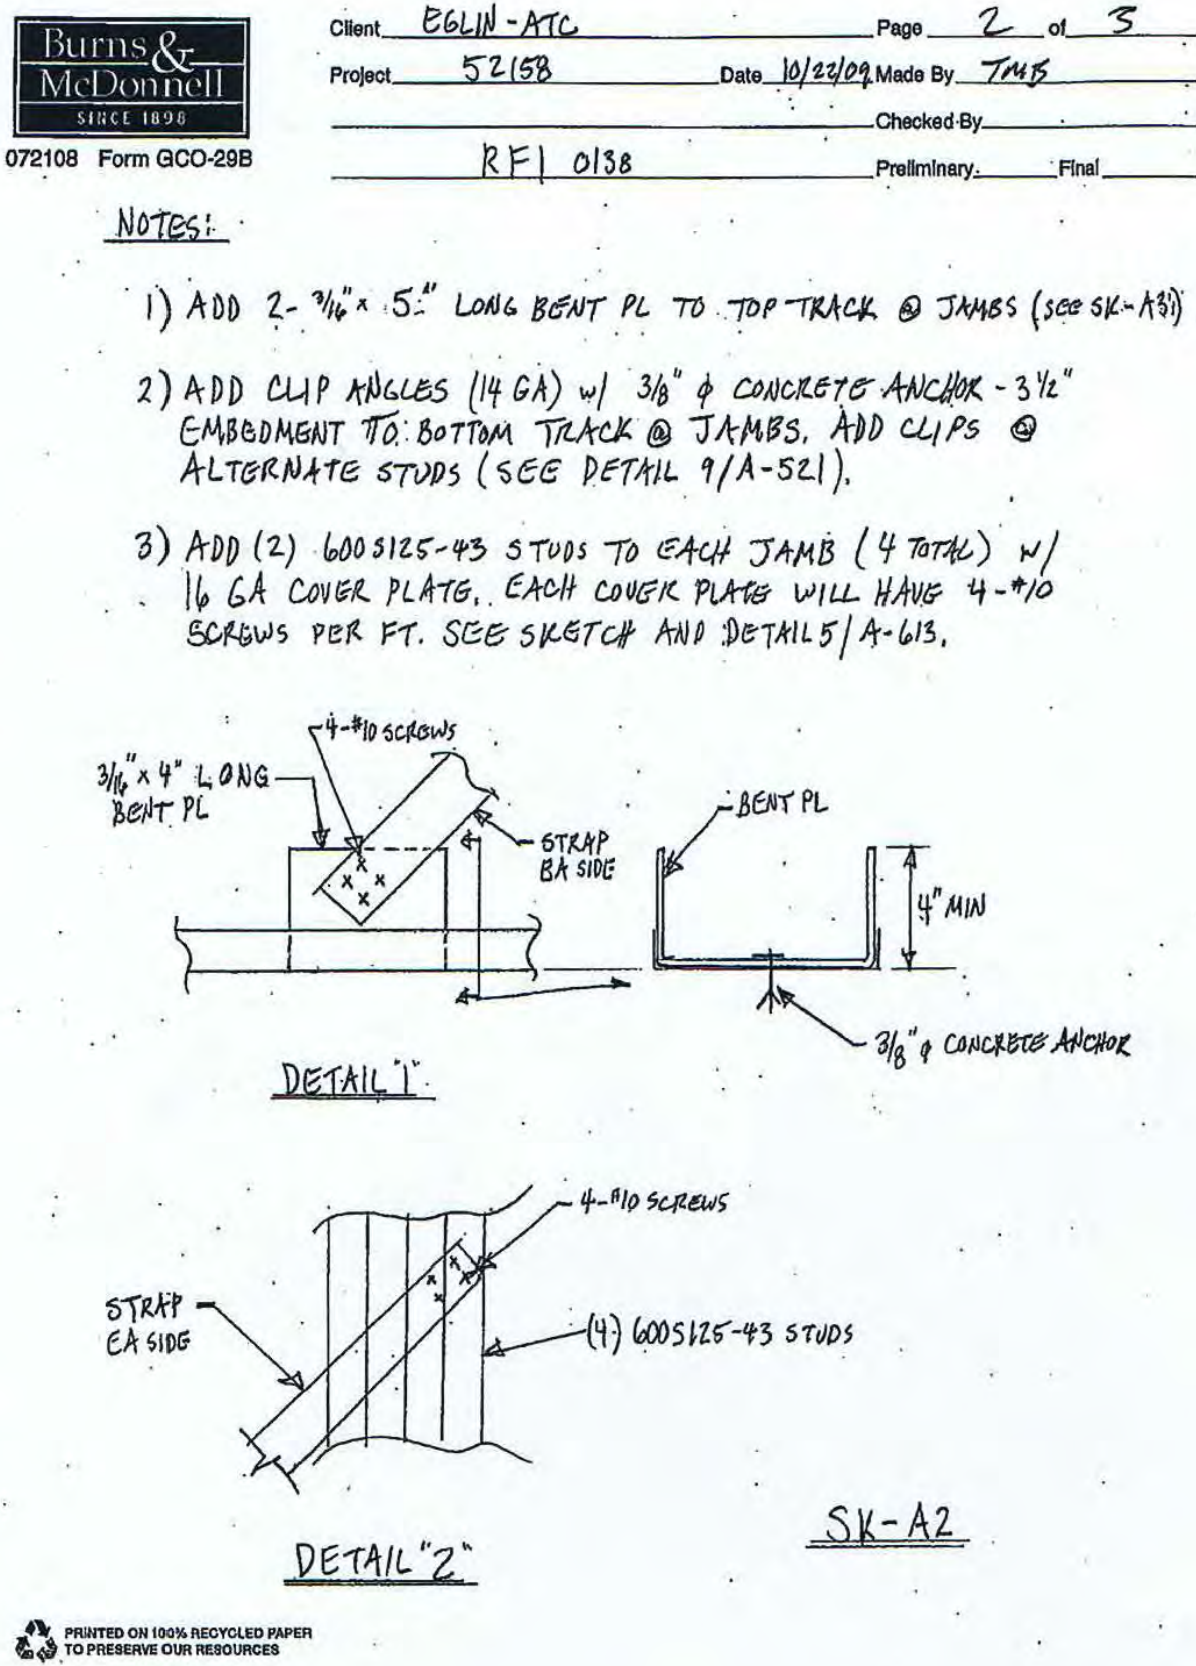 Burns &
McDonnell
SINCE 1898
072108 Form GCO-29B
Client EGLIN-ATC Page 2 of 3
Project 52158 Date 10/22/09 Made By TMB
Checked By
RFI 0138 Preliminary Final
NOTES:
1) ADD 2- 3/16" x 5" LONG BENT PL TO TOP TRACK @ JAMBS (SEE SK-A3)
2) ADD CLIP ANGLES (14 GA) w/ 3/8" φ CONCRETE ANCHOR - 3 1/2"
EMBEDMENT TO BOTTOM TRACK @ JAMBS. ADD CLIPS @
ALTERNATE STUDS (SEE DETAIL 9/A-521).
3) ADD (2) 600S125-43 STUDS TO EACH JAMB (4 TOTAL) W/
16 GA COVER PLATE. EACH COVER PLATE WILL HAVE 4-#10
SCREWS PER FT. SEE SKETCH AND DETAIL 5/A-613.
4-#10 SCREWS
3/16" x 4" LONG
BENT PL
STRAP
EA SIDE
BENT PL
4" MIN
3/8" φ CONCRETE ANCHOR
DETAIL "1"
4-#10 SCREWS
STRAP
EA SIDE
(4) 600S125-43 STUDS
SK-A2
DETAIL "2"
PRINTED ON 100% RECYCLED PAPER
TO PRESERVE OUR RESOURCES